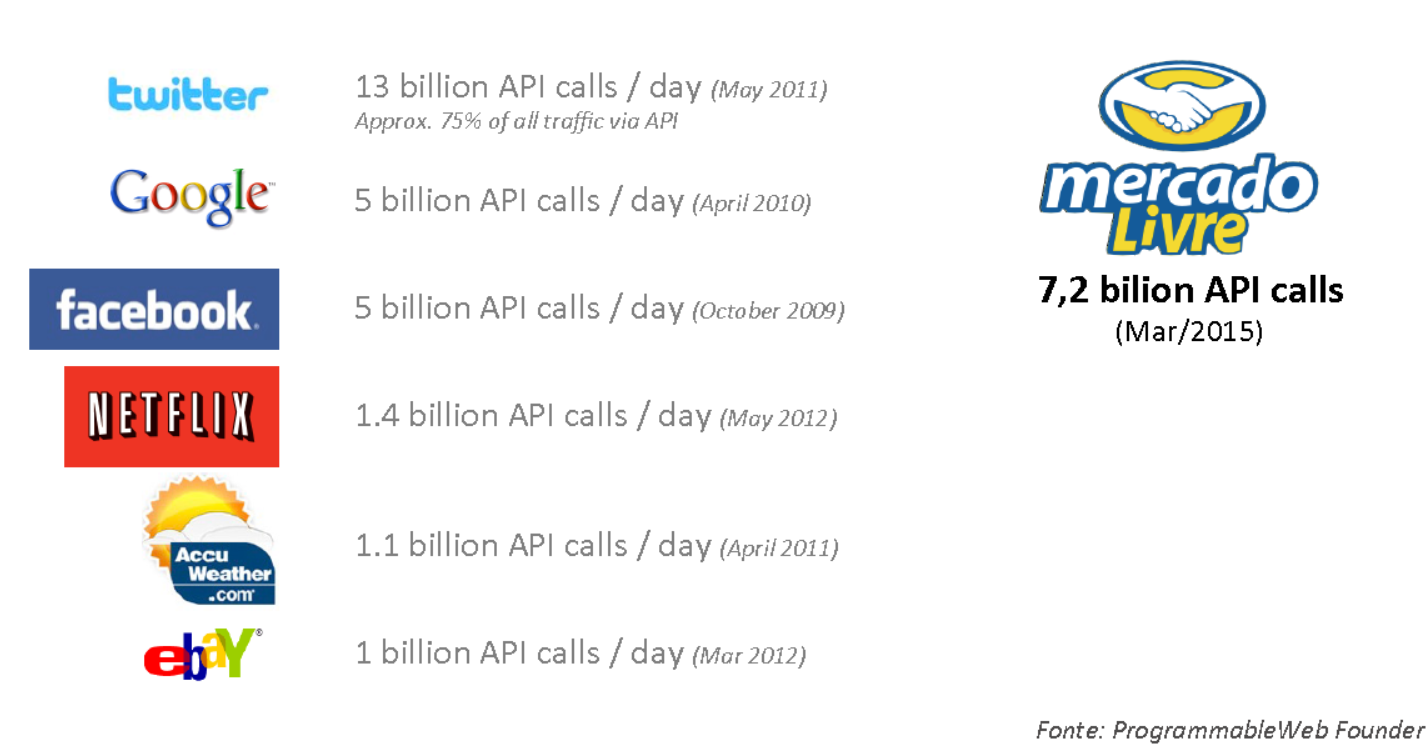 twitter
13 billion API calls / day (May 2011)
Approx. 75% of all traffic via API
Google™
5 billion API calls / day (April 2010)
facebook.
5 billion API calls / day (October 2009)
NETFLIX
1.4 billion API calls / day (May 2012)
Accu
Weather
.com
1.1 billion API calls / day (April 2011)
ebaY®
1 billion API calls / day (Mar 2012)
mercado
Livre
7,2 bilion API calls
(Mar/2015)
Fonte: ProgrammableWeb Founder